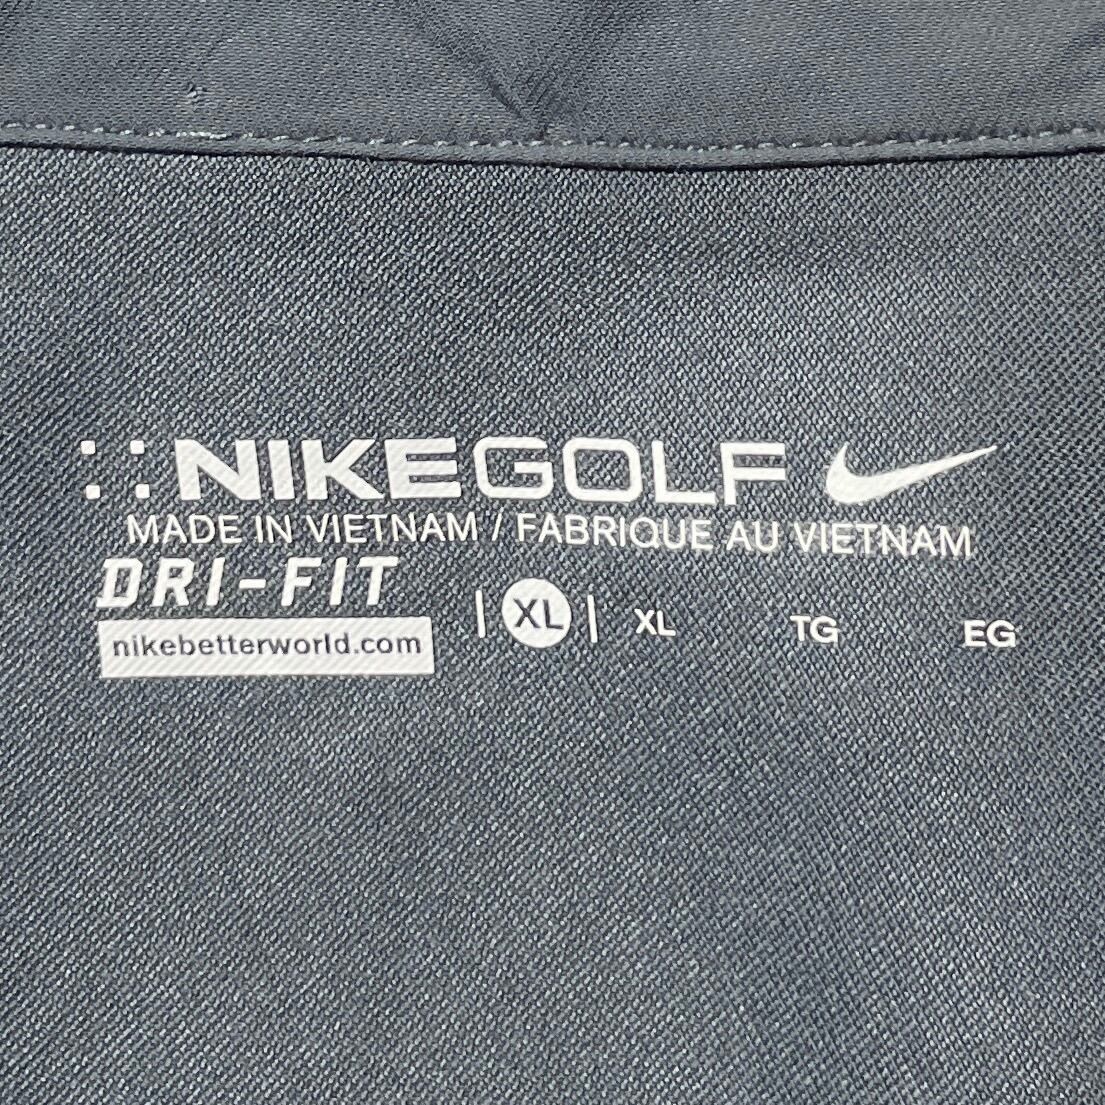 NIKEGOLF
MADE IN VIETNAM / FABRIQUE AU VIETNAM
DRI-FIT
nikebetterworld.com
XL XL TG EG